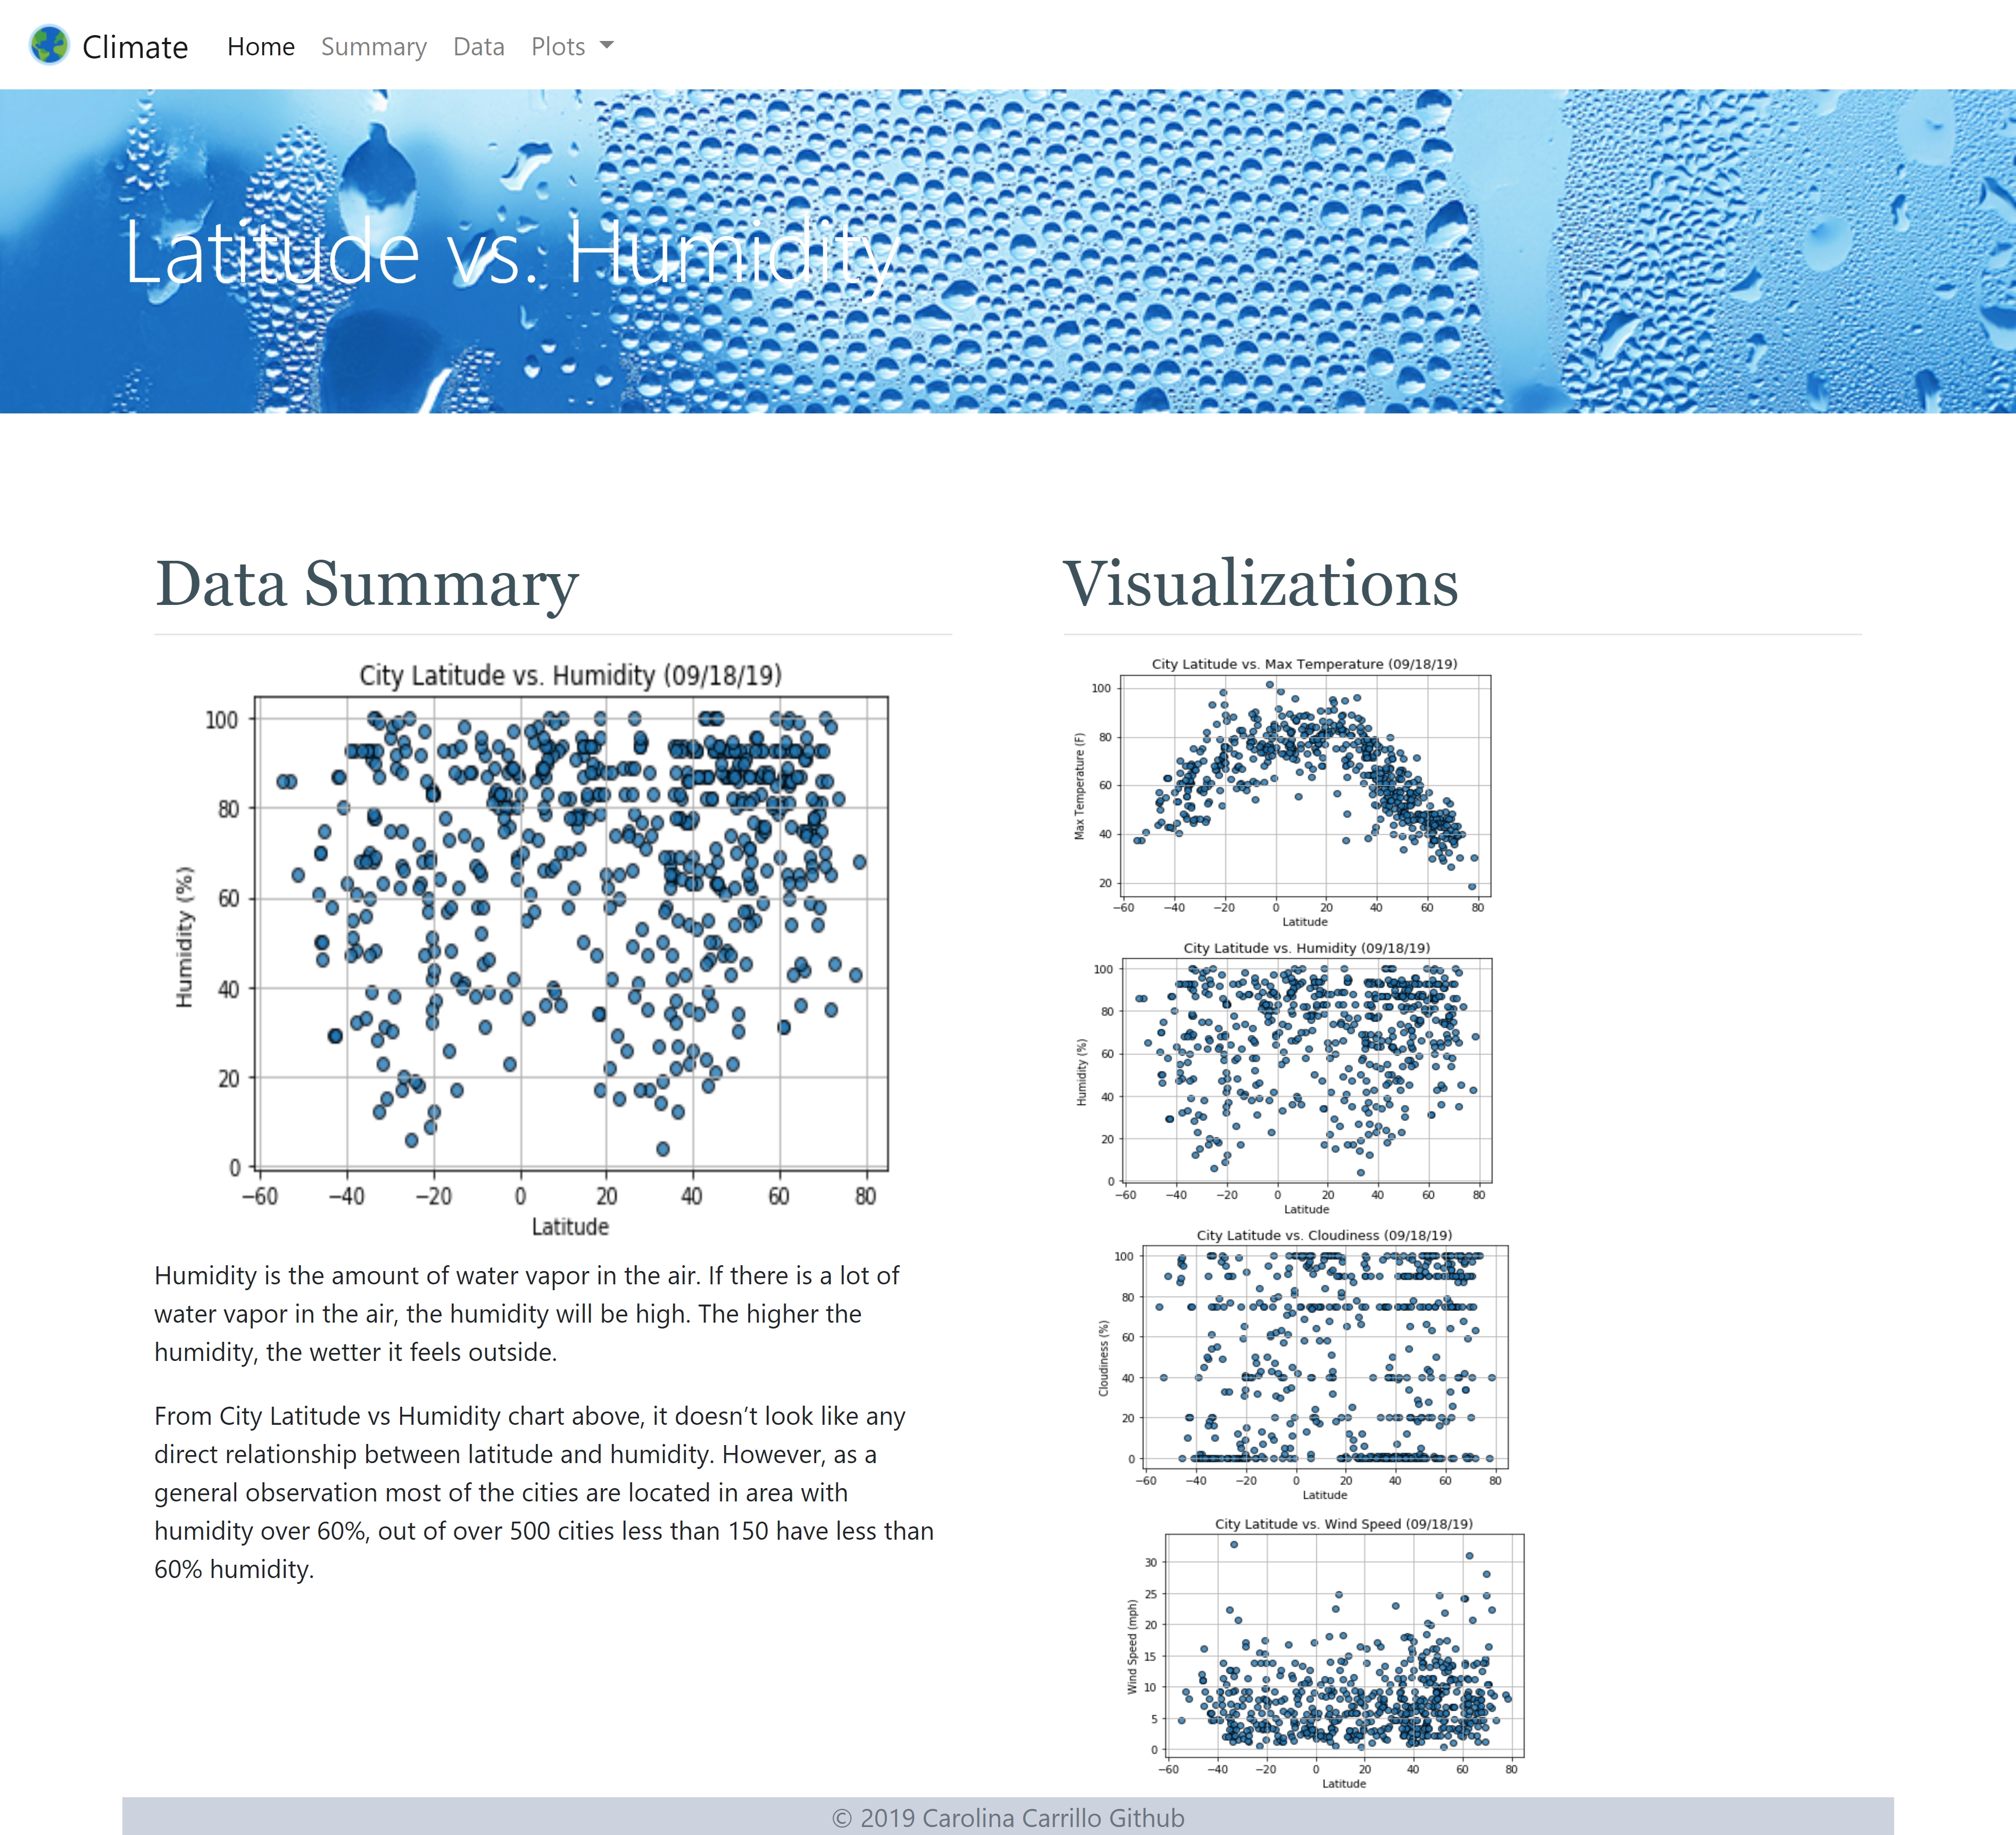 Climate Home Summary Data Plots
Latitude vs. Humidity
Data Summary
City Latitude vs. Humidity (09/18/19)
Humidity (%)
100
80
60
40
20
0
−60 −40 −20 0 20 40 60 80
Latitude
Humidity is the amount of water vapor in the air. If there is a lot of
water vapor in the air, the humidity will be high. The higher the
humidity, the wetter it feels outside.
From City Latitude vs Humidity chart above, it doesn’t look like any
direct relationship between latitude and humidity. However, as a
general observation most of the cities are located in area with
humidity over 60%, out of over 500 cities less than 150 have less than
60% humidity.
Visualizations
City Latitude vs. Max Temperature (09/18/19)
Max Temperature (F)
100
80
60
40
20
−60 −40 −20 0 20 40 60 80
Latitude
City Latitude vs. Humidity (09/18/19)
Humidity (%)
100
80
60
40
20
0
−60 −40 −20 0 20 40 60 80
Latitude
City Latitude vs. Cloudiness (09/18/19)
Cloudiness (%)
100
80
60
40
20
0
−60 −40 −20 0 20 40 60 80
Latitude
City Latitude vs. Wind Speed (09/18/19)
Wind Speed (mph)
30
25
20
15
10
5
0
−60 −40 −20 0 20 40 60 80
Latitude
© 2019 Carolina Carrillo Github